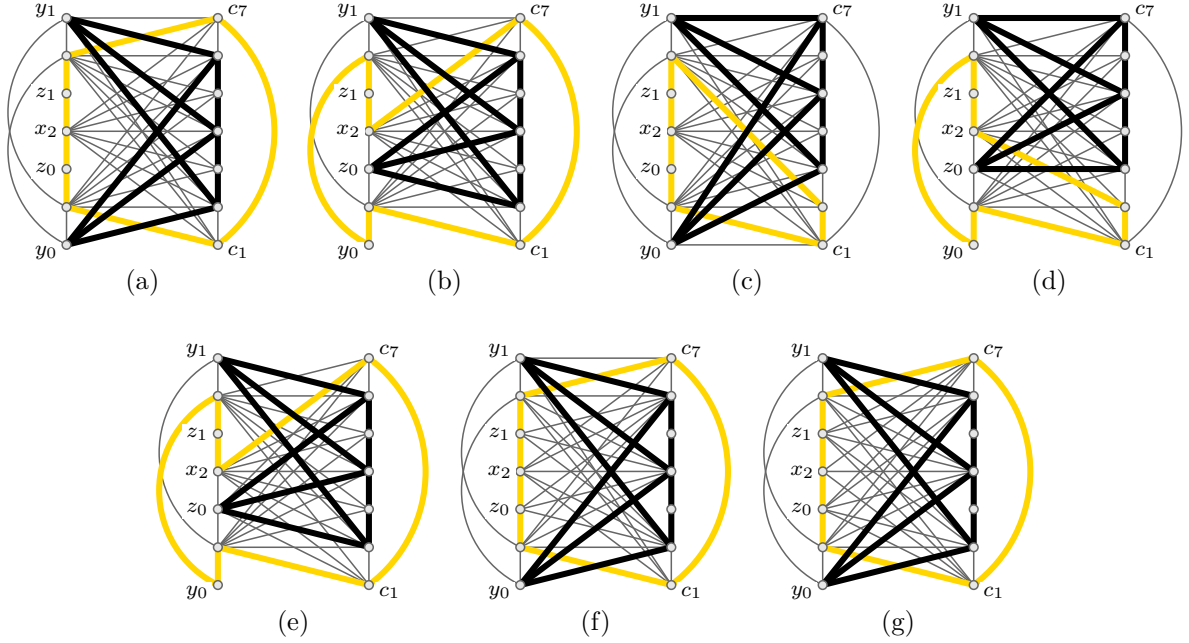 y₁ c₇ y₁ c₇ y₁ c₇ y₁ c₇
z₁ z₁ z₁ z₁
x₂ x₂ x₂ x₂
z₀ z₀ z₀ z₀
y₀ c₁ y₀ c₁ y₀ c₁ y₀ c₁
(a) (b) (c) (d)
y₁ c₇ y₁ c₇ y₁ c₇
z₁ z₁ z₁
x₂ x₂ x₂
z₀ z₀ z₀
y₀ c₁ y₀ c₁ y₀ c₁
(e) (f) (g)